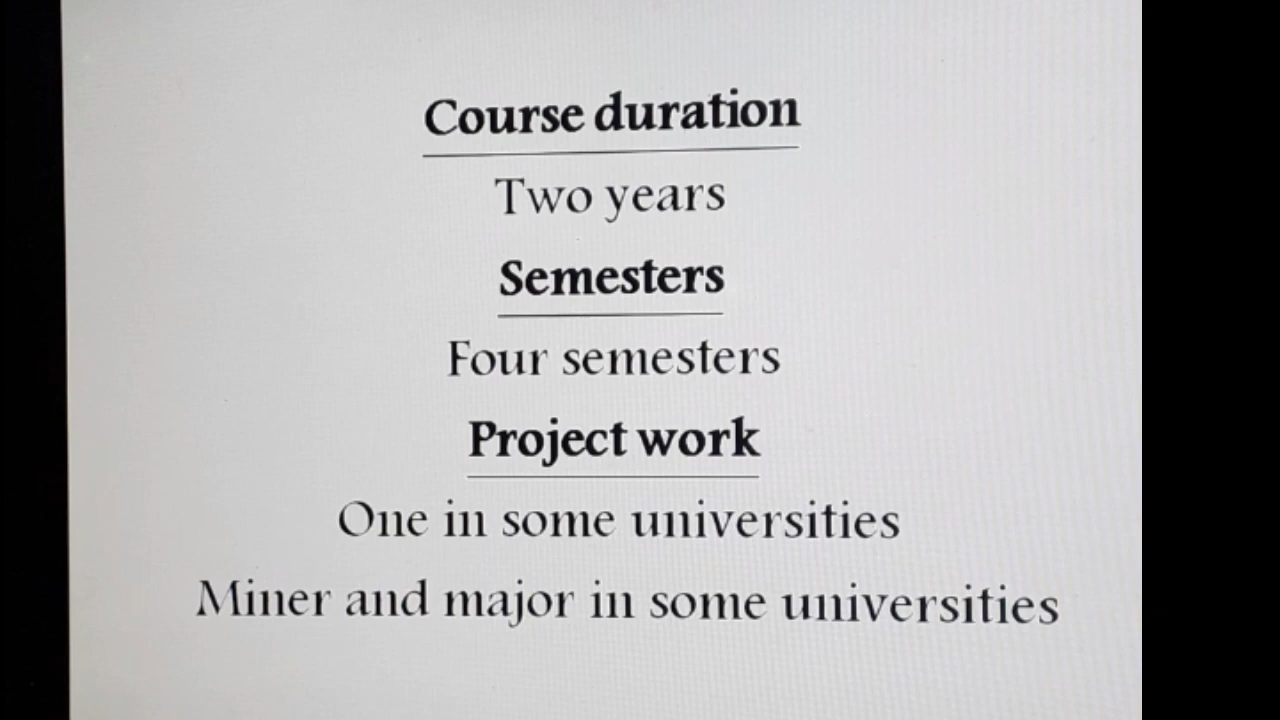 Course duration
Two years
Semesters
Four semesters
Project work
One in some universities
Miner and major in some universities